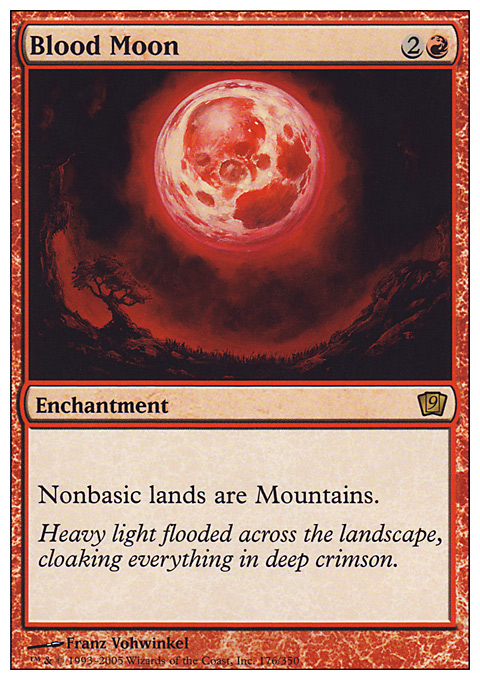 Blood Moon 2
Enchantment 9
Nonbasic lands are Mountains.
Heavy light flooded across the landscape,
cloaking everything in deep crimson.
Franz Vohwinkel
™ & © 1993–2005 Wizards of the Coast, Inc. 176/350